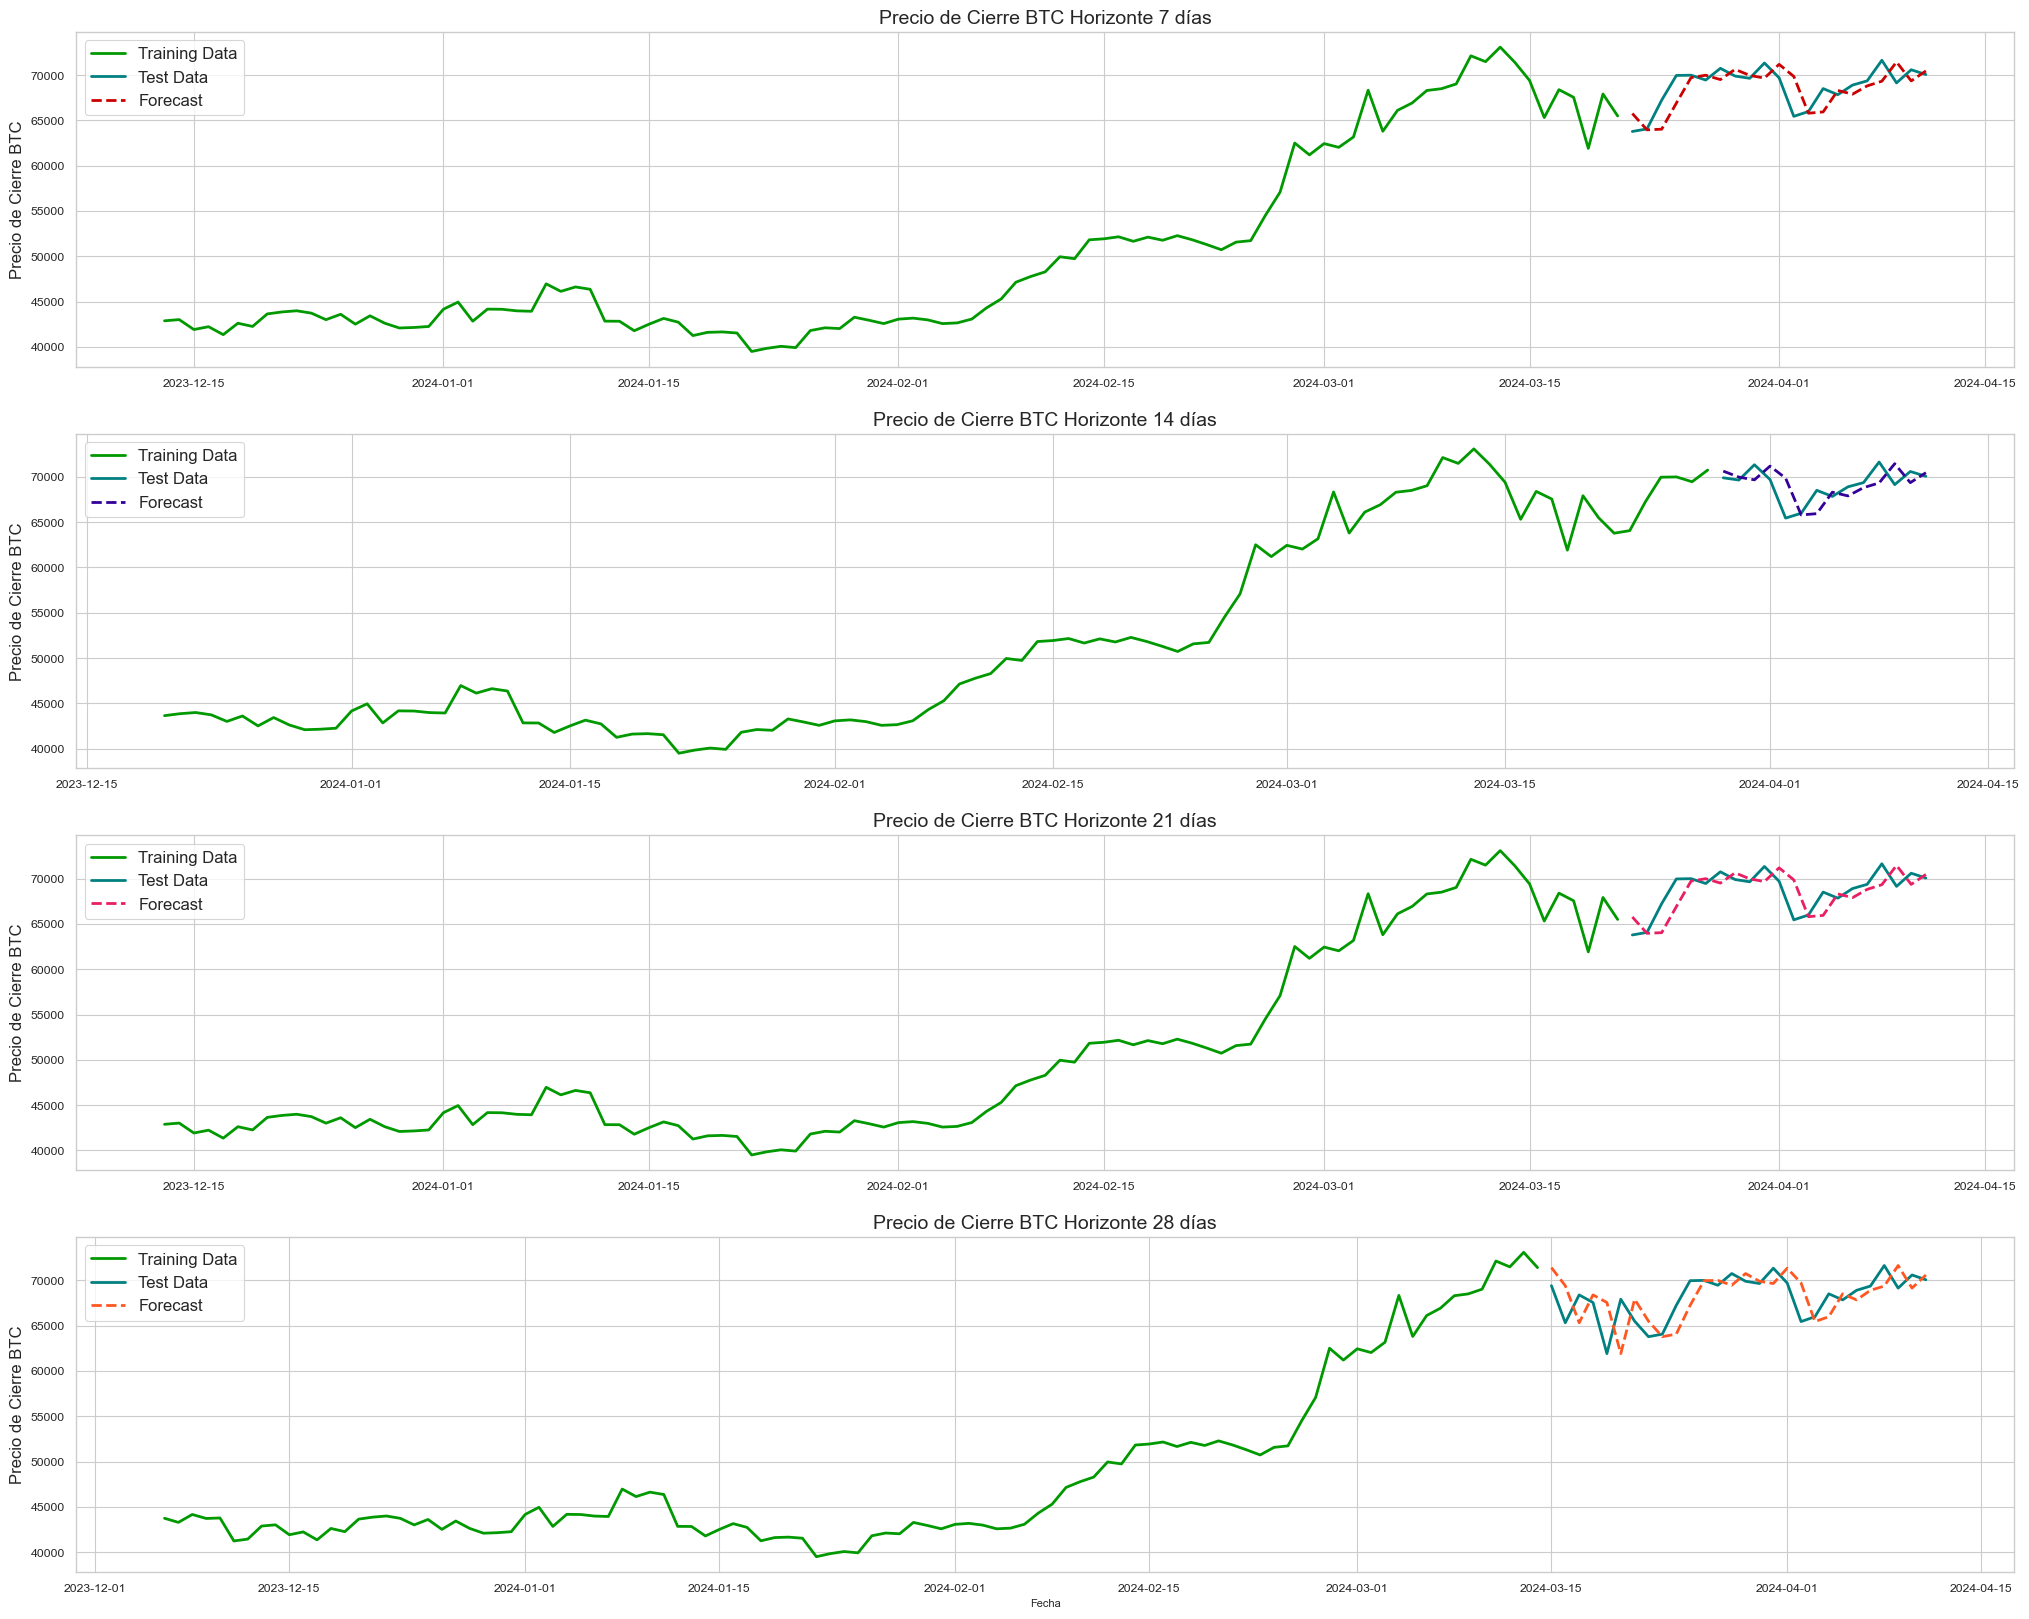 Precio de Cierre BTC Horizonte 7 días
Precio de Cierre BTC
Training Data
Test Data
Forecast
70000
65000
60000
55000
50000
45000
40000
2023-12-15 2024-01-01 2024-01-15 2024-02-01 2024-02-15 2024-03-01 2024-03-15 2024-04-01 2024-04-15
Precio de Cierre BTC Horizonte 14 días
Precio de Cierre BTC
Training Data
Test Data
Forecast
70000
65000
60000
55000
50000
45000
40000
2023-12-15 2024-01-01 2024-01-15 2024-02-01 2024-02-15 2024-03-01 2024-03-15 2024-04-01 2024-04-15
Precio de Cierre BTC Horizonte 21 días
Precio de Cierre BTC
Training Data
Test Data
Forecast
70000
65000
60000
55000
50000
45000
40000
2023-12-15 2024-01-01 2024-01-15 2024-02-01 2024-02-15 2024-03-01 2024-03-15 2024-04-01 2024-04-15
Precio de Cierre BTC Horizonte 28 días
Precio de Cierre BTC
Training Data
Test Data
Forecast
70000
65000
60000
55000
50000
45000
40000
2023-12-01 2023-12-15 2024-01-01 2024-01-15 2024-02-01 2024-02-15 2024-03-01 2024-03-15 2024-04-01 2024-04-15
Fecha